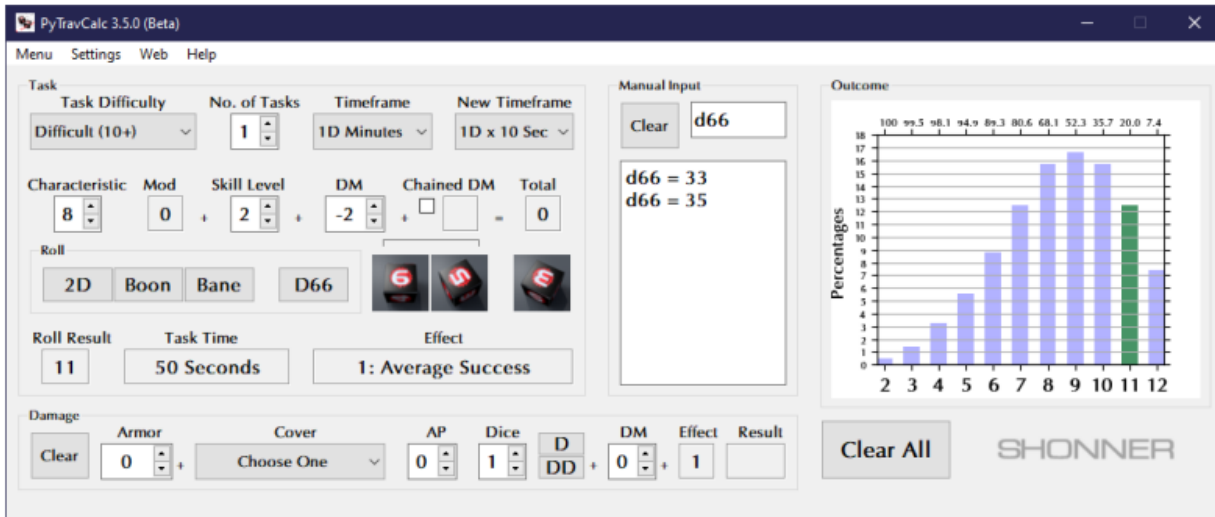 PyTravCalc 3.5.0 (Beta)
Menu Settings Web Help
Task
Task Difficulty No. of Tasks Timeframe New Timeframe
Difficult (10+) 1 1D Minutes 1D x 10 Sec
Characteristic Mod Skill Level DM Chained DM Total
8 0 + 2 + -2 + = 0
Roll
2D Boon Bane D66
6 5 3
Roll Result Task Time Effect
11 50 Seconds 1: Average Success
Manual Input
Clear d66
d66 = 33
d66 = 35
Outcome
100 99.5 98.1 94.9 89.3 80.6 68.1 52.3 35.7 20.0 7.4
Percentages
18
17
16
15
14
13
12
11
10
9
8
7
6
5
4
3
2
1
0
2 3 4 5 6 7 8 9 10 11 12
Damage
Armor Cover AP Dice DM Effect Result
Clear 0 + Choose One 0 1 D DD + 0 + 1
Clear All
SHONNER